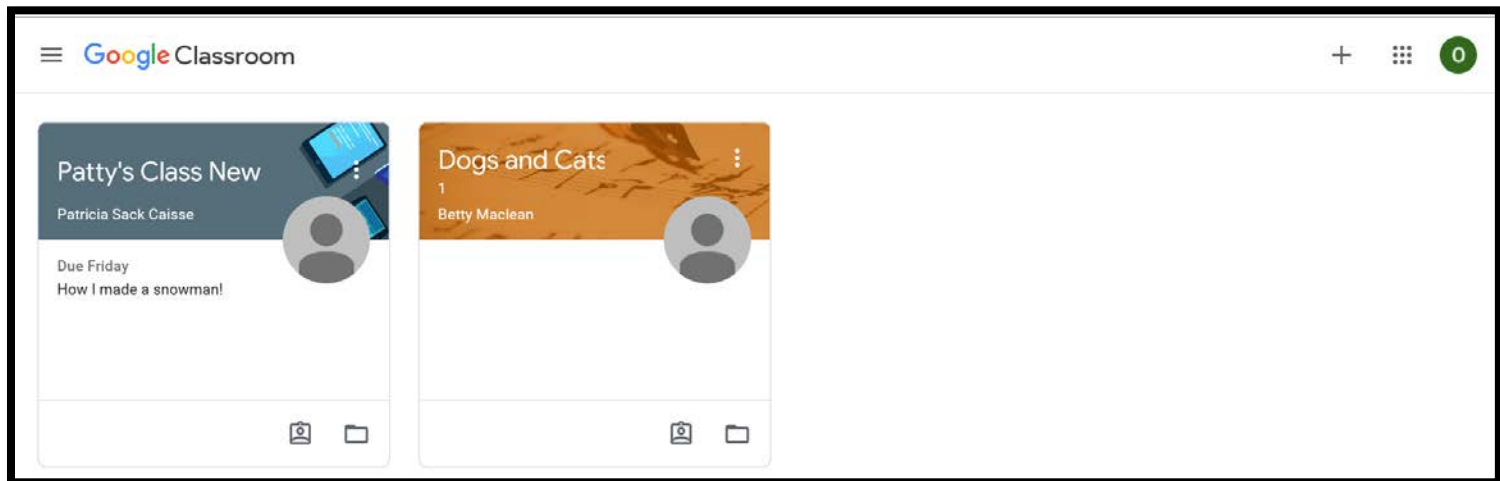 Google Classroom
O
Patty's Class New
Patricia Sack Caisse
Due Friday
How I made a snowman!
Dogs and Cats
1
Betty Maclean